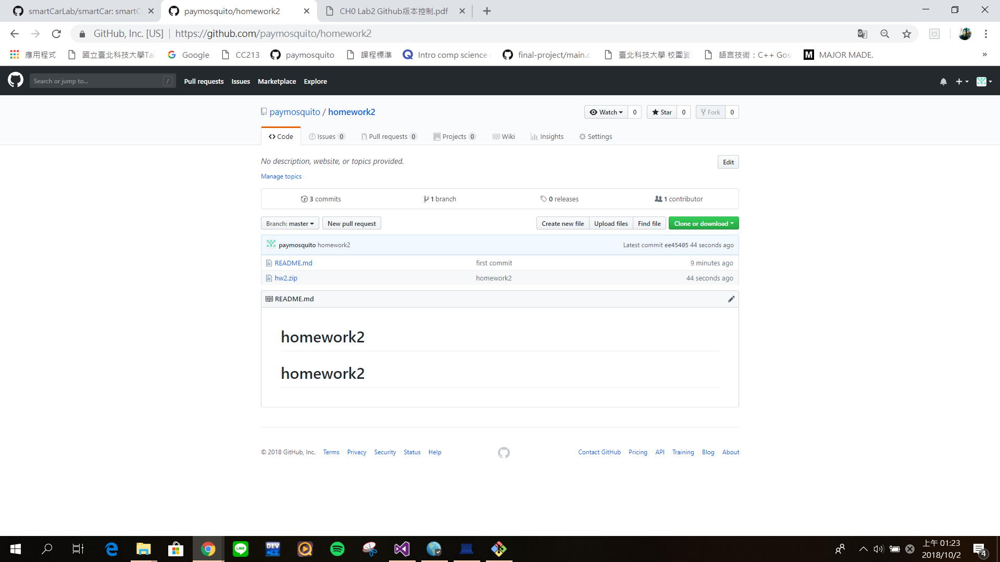 smartCarLab/smartCar: smartC
paymosquito/homework2
CH0 Lab2 Github版本控制.pdf
GitHub, Inc. [US]
https://github.com/paymosquito/homework2
應用程式
國立臺北科技大學Tai
Google
CC213
paymosquito
課程標準
Intro comp science
final-project/main.c
臺北科技大學 校園資
語言技術：C++ Gos
M MAJOR MADE.
»
Search or jump to... /
Pull requests Issues Marketplace Explore
paymosquito / homework2
Watch 0 Star 0 Fork 0
Code Issues 0 Pull requests 0 Projects 0 Wiki Insights Settings
No description, website, or topics provided.
Edit
Manage topics
3 commits 1 branch 0 releases 1 contributor
Branch: master New pull request Create new file Upload files Find file Clone or download
paymosquito homework2 Latest commit ee45405 44 seconds ago
README.md first commit 9 minutes ago
hw2.zip homework2 44 seconds ago
README.md
homework2
homework2
© 2018 GitHub, Inc. Terms Privacy Security Status Help Contact GitHub Pricing API Training Blog About
LINE
DEV
C++
上午 01:23
2018/10/2
4